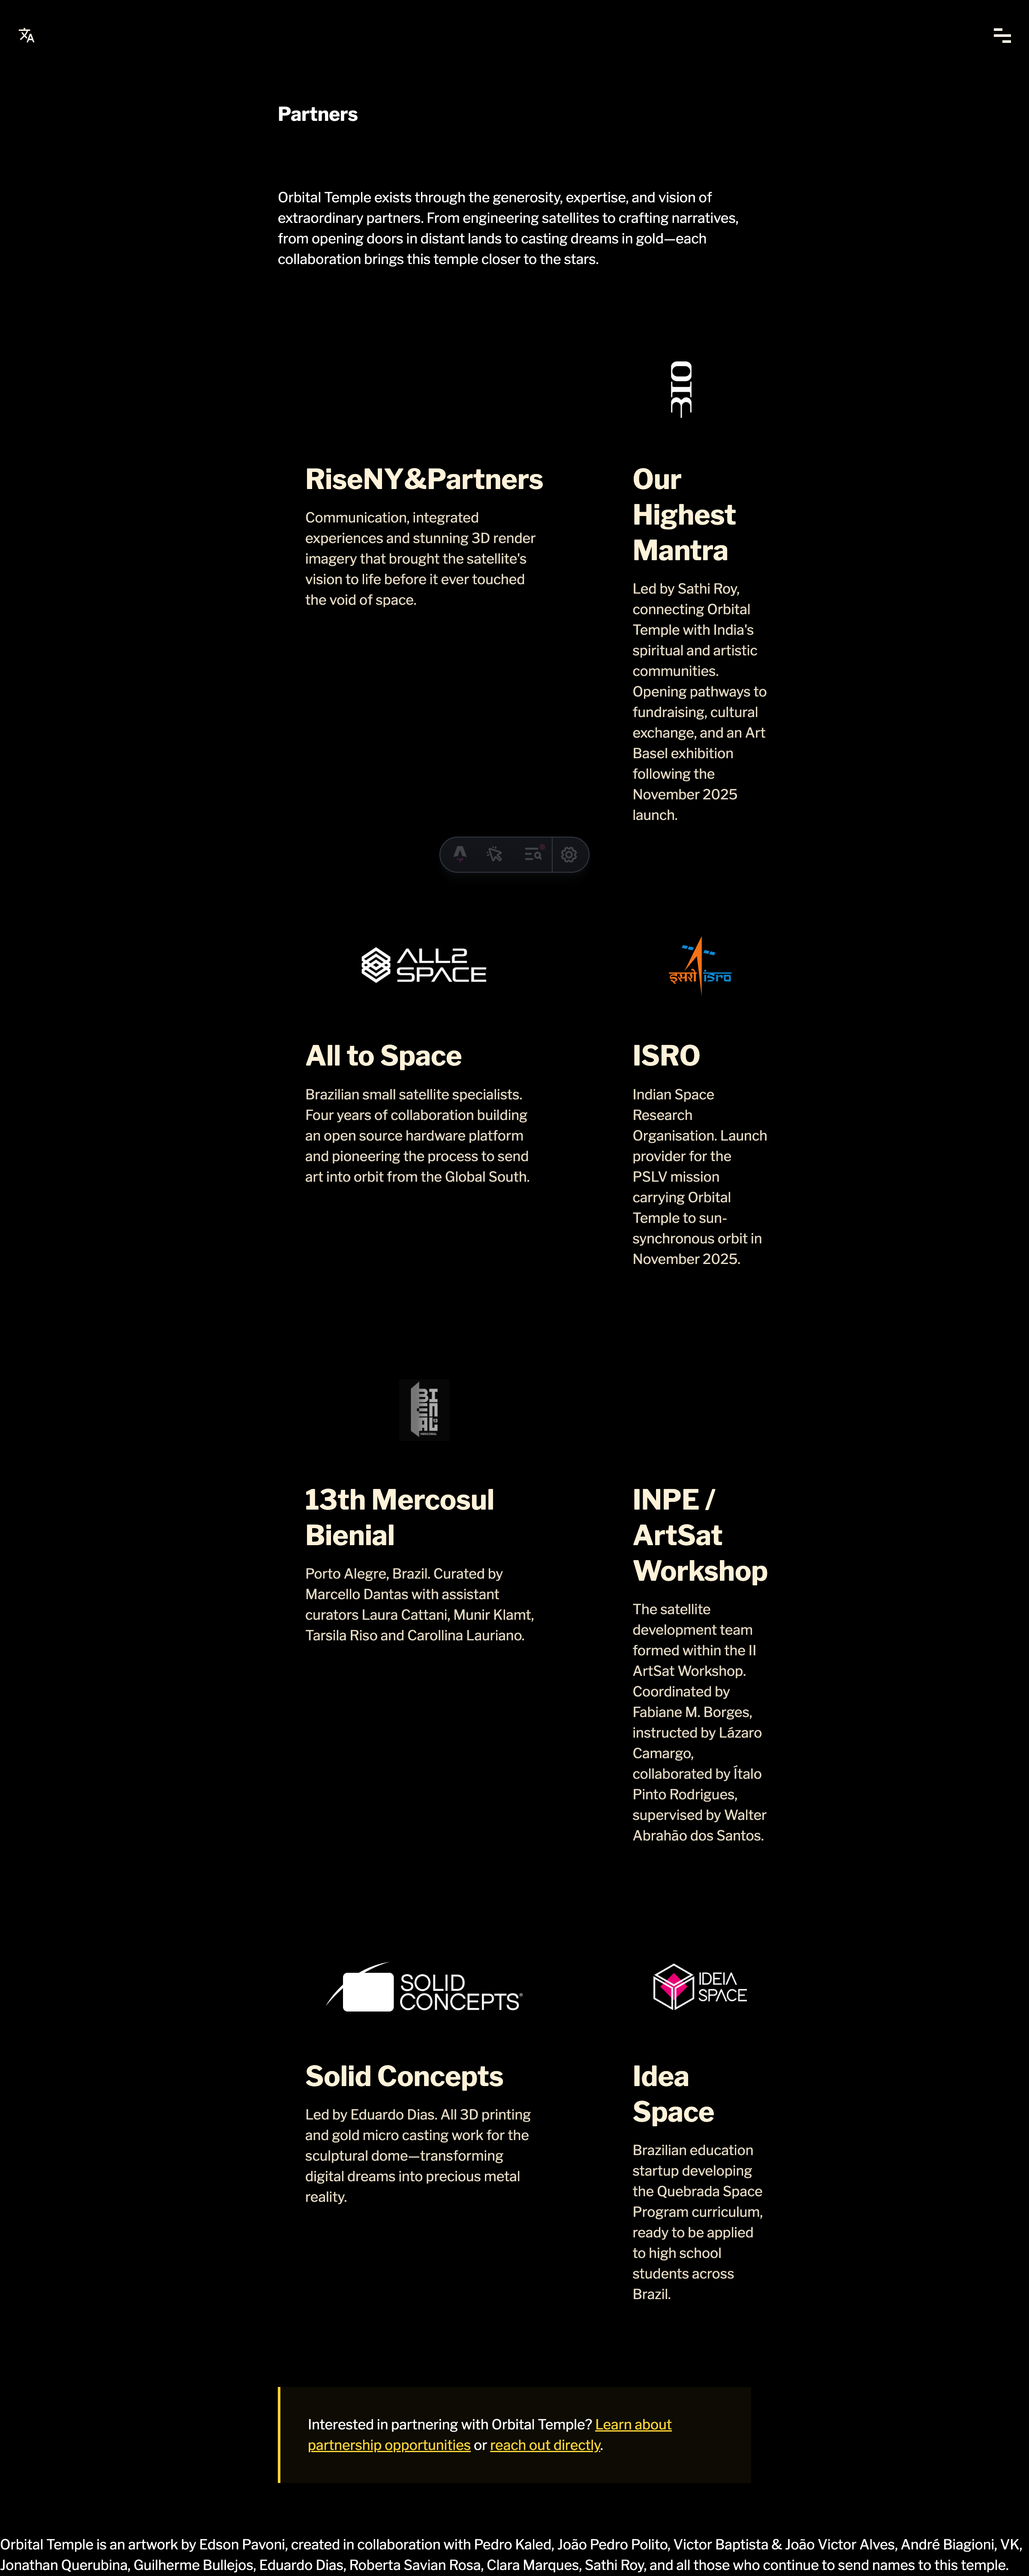 Partners
Orbital Temple exists through the generosity, expertise, and vision of
extraordinary partners. From engineering satellites to crafting narratives,
from opening doors in distant lands to casting dreams in gold—each
collaboration brings this temple closer to the stars.
RiseNY&Partners
Communication, integrated
experiences and stunning 3D render
imagery that brought the satellite's
vision to life before it ever touched
the void of space.
Our
Highest
Mantra
Led by Sathi Roy,
connecting Orbital
Temple with India's
spiritual and artistic
communities.
Opening pathways to
fundraising, cultural
exchange, and an Art
Basel exhibition
following the
November 2025
launch.
ALL2
SPACE
All to Space
Brazilian small satellite specialists.
Four years of collaboration building
an open source hardware platform
and pioneering the process to send
art into orbit from the Global South.
इसरो isro
ISRO
Indian Space
Research
Organisation. Launch
provider for the
PSLV mission
carrying Orbital
Temple to sun-
synchronous orbit in
November 2025.
BI
EN
AL
13th Mercosul
Bienial
Porto Alegre, Brazil. Curated by
Marcello Dantas with assistant
curators Laura Cattani, Munir Klamt,
Tarsila Riso and Carollina Lauriano.
INPE /
ArtSat
Workshop
The satellite
development team
formed within the II
ArtSat Workshop.
Coordinated by
Fabiane M. Borges,
instructed by Lázaro
Camargo,
collaborated by Ítalo
Pinto Rodrigues,
supervised by Walter
Abrahão dos Santos.
SOLID
CONCEPTS®
Solid Concepts
Led by Eduardo Dias. All 3D printing
and gold micro casting work for the
sculptural dome—transforming
digital dreams into precious metal
reality.
IDEIA
SPACE
Idea
Space
Brazilian education
startup developing
the Quebrada Space
Program curriculum,
ready to be applied
to high school
students across
Brazil.
Interested in partnering with Orbital Temple? Learn about
partnership opportunities or reach out directly.
Orbital Temple is an artwork by Edson Pavoni, created in collaboration with Pedro Kaled, João Pedro Polito, Victor Baptista & João Victor Alves, André Biagioni, VK,
Jonathan Querubina, Guilherme Bullejos, Eduardo Dias, Roberta Savian Rosa, Clara Marques, Sathi Roy, and all those who continue to send names to this temple.